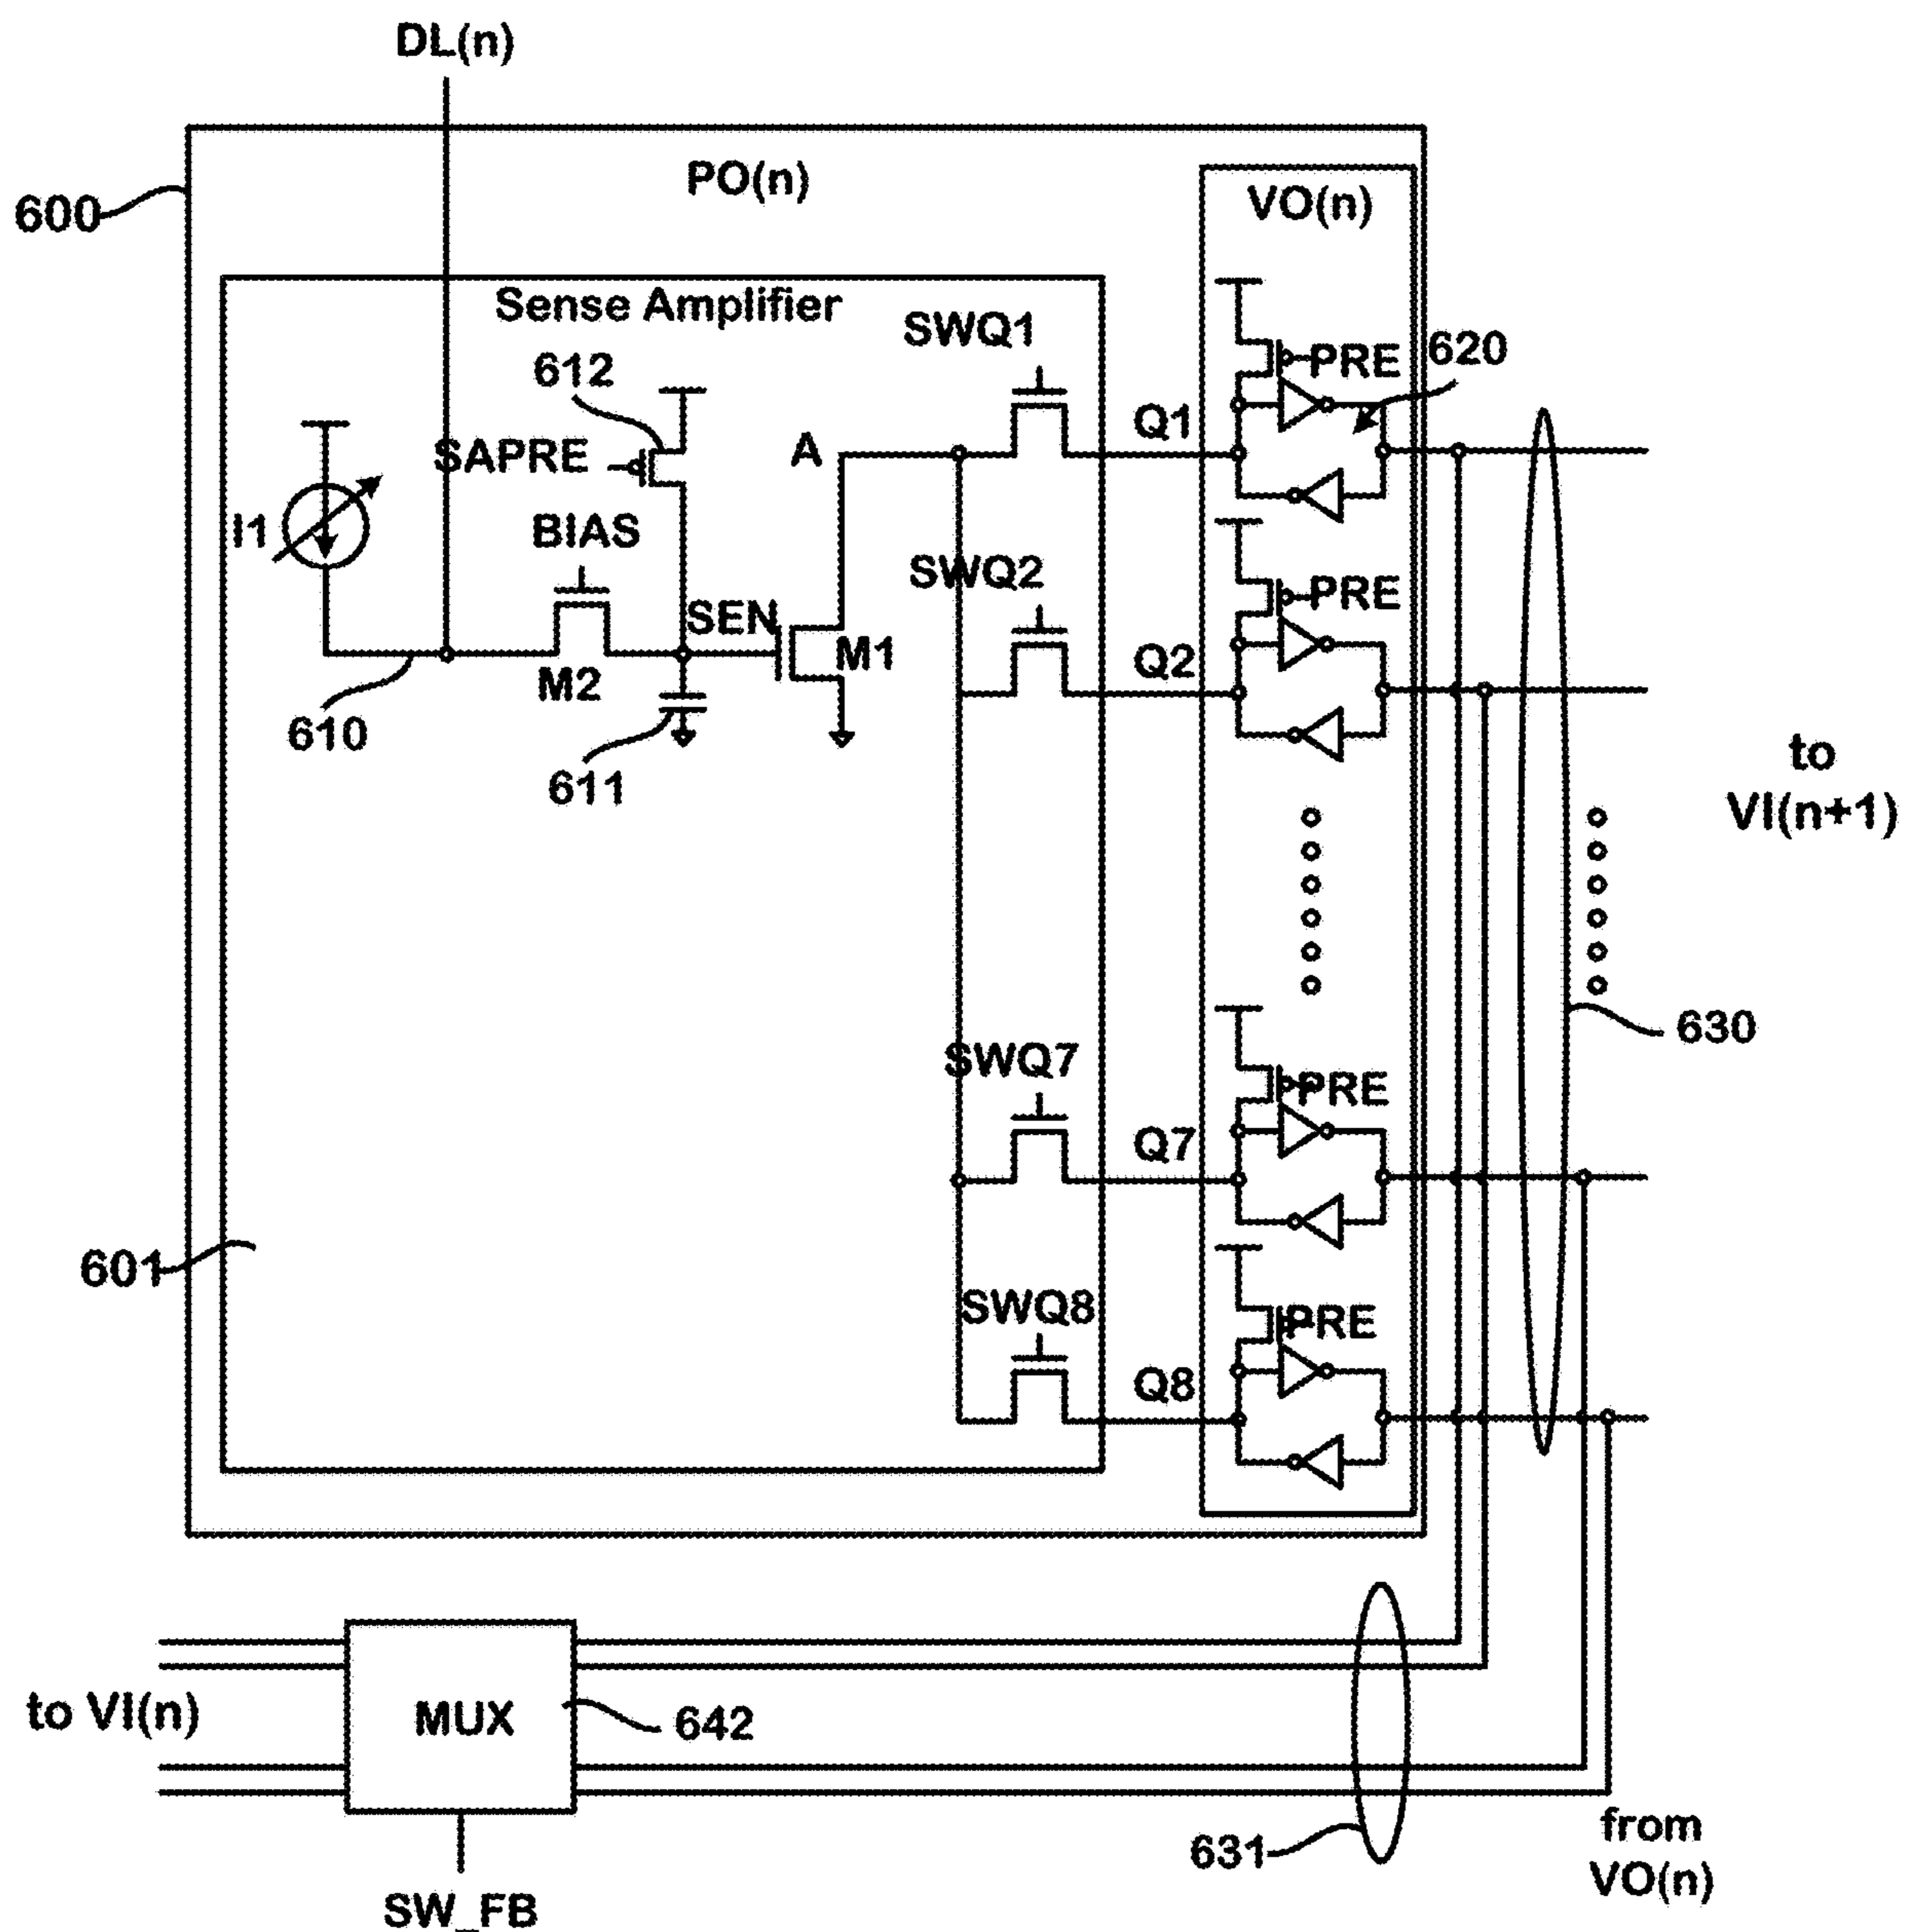 DL(n)
PO(n)
600
VO(n)
Sense Amplifier
SWQ1
612
PRE
620
Q1
A
SAPRE
I1
BIAS
SWQ2
PRE
SEN
M1
Q2
M2
610
611
to
VI(n+1)
630
SWQ7
PRE
Q7
601
SWQ8
PRE
Q8
to VI(n)
MUX
642
631
from
VO(n)
SW_FB